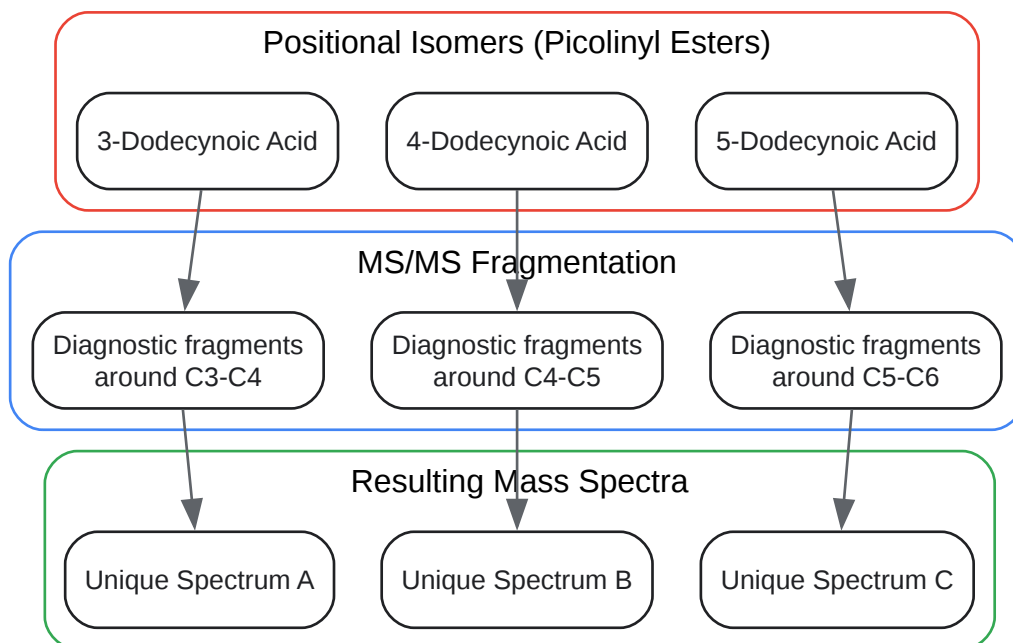 Positional Isomers (Picolinyl Esters)
3-Dodecynoic Acid
4-Dodecynoic Acid
5-Dodecynoic Acid
MS/MS Fragmentation
Diagnostic fragments
around C3-C4
Diagnostic fragments
around C4-C5
Diagnostic fragments
around C5-C6
Resulting Mass Spectra
Unique Spectrum A
Unique Spectrum B
Unique Spectrum C